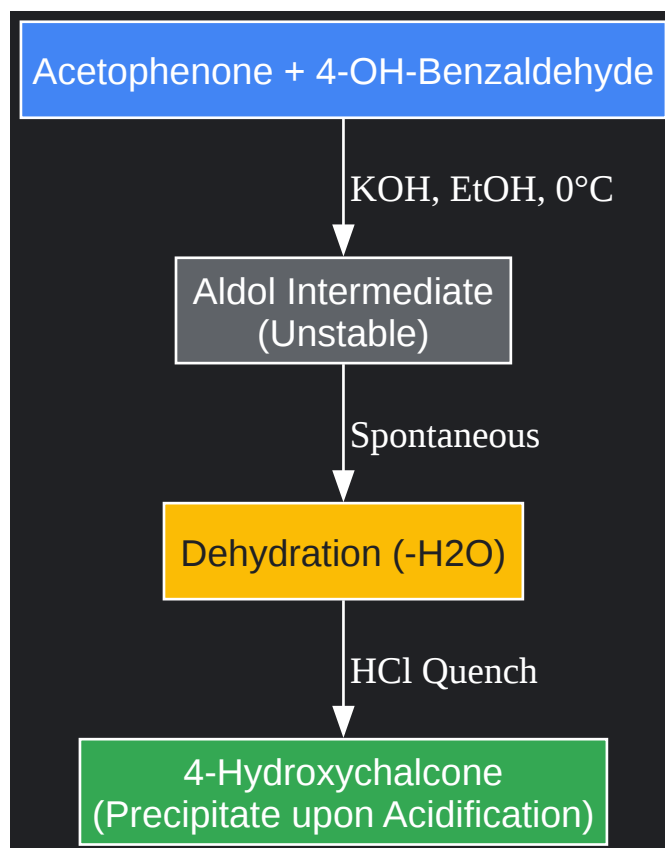 Acetophenone + 4-OH-Benzaldehyde
KOH, EtOH, 0°C
Aldol Intermediate
(Unstable)
Spontaneous
Dehydration (-H2O)
HCl Quench
4-Hydroxychalcone
(Precipitate upon Acidification)